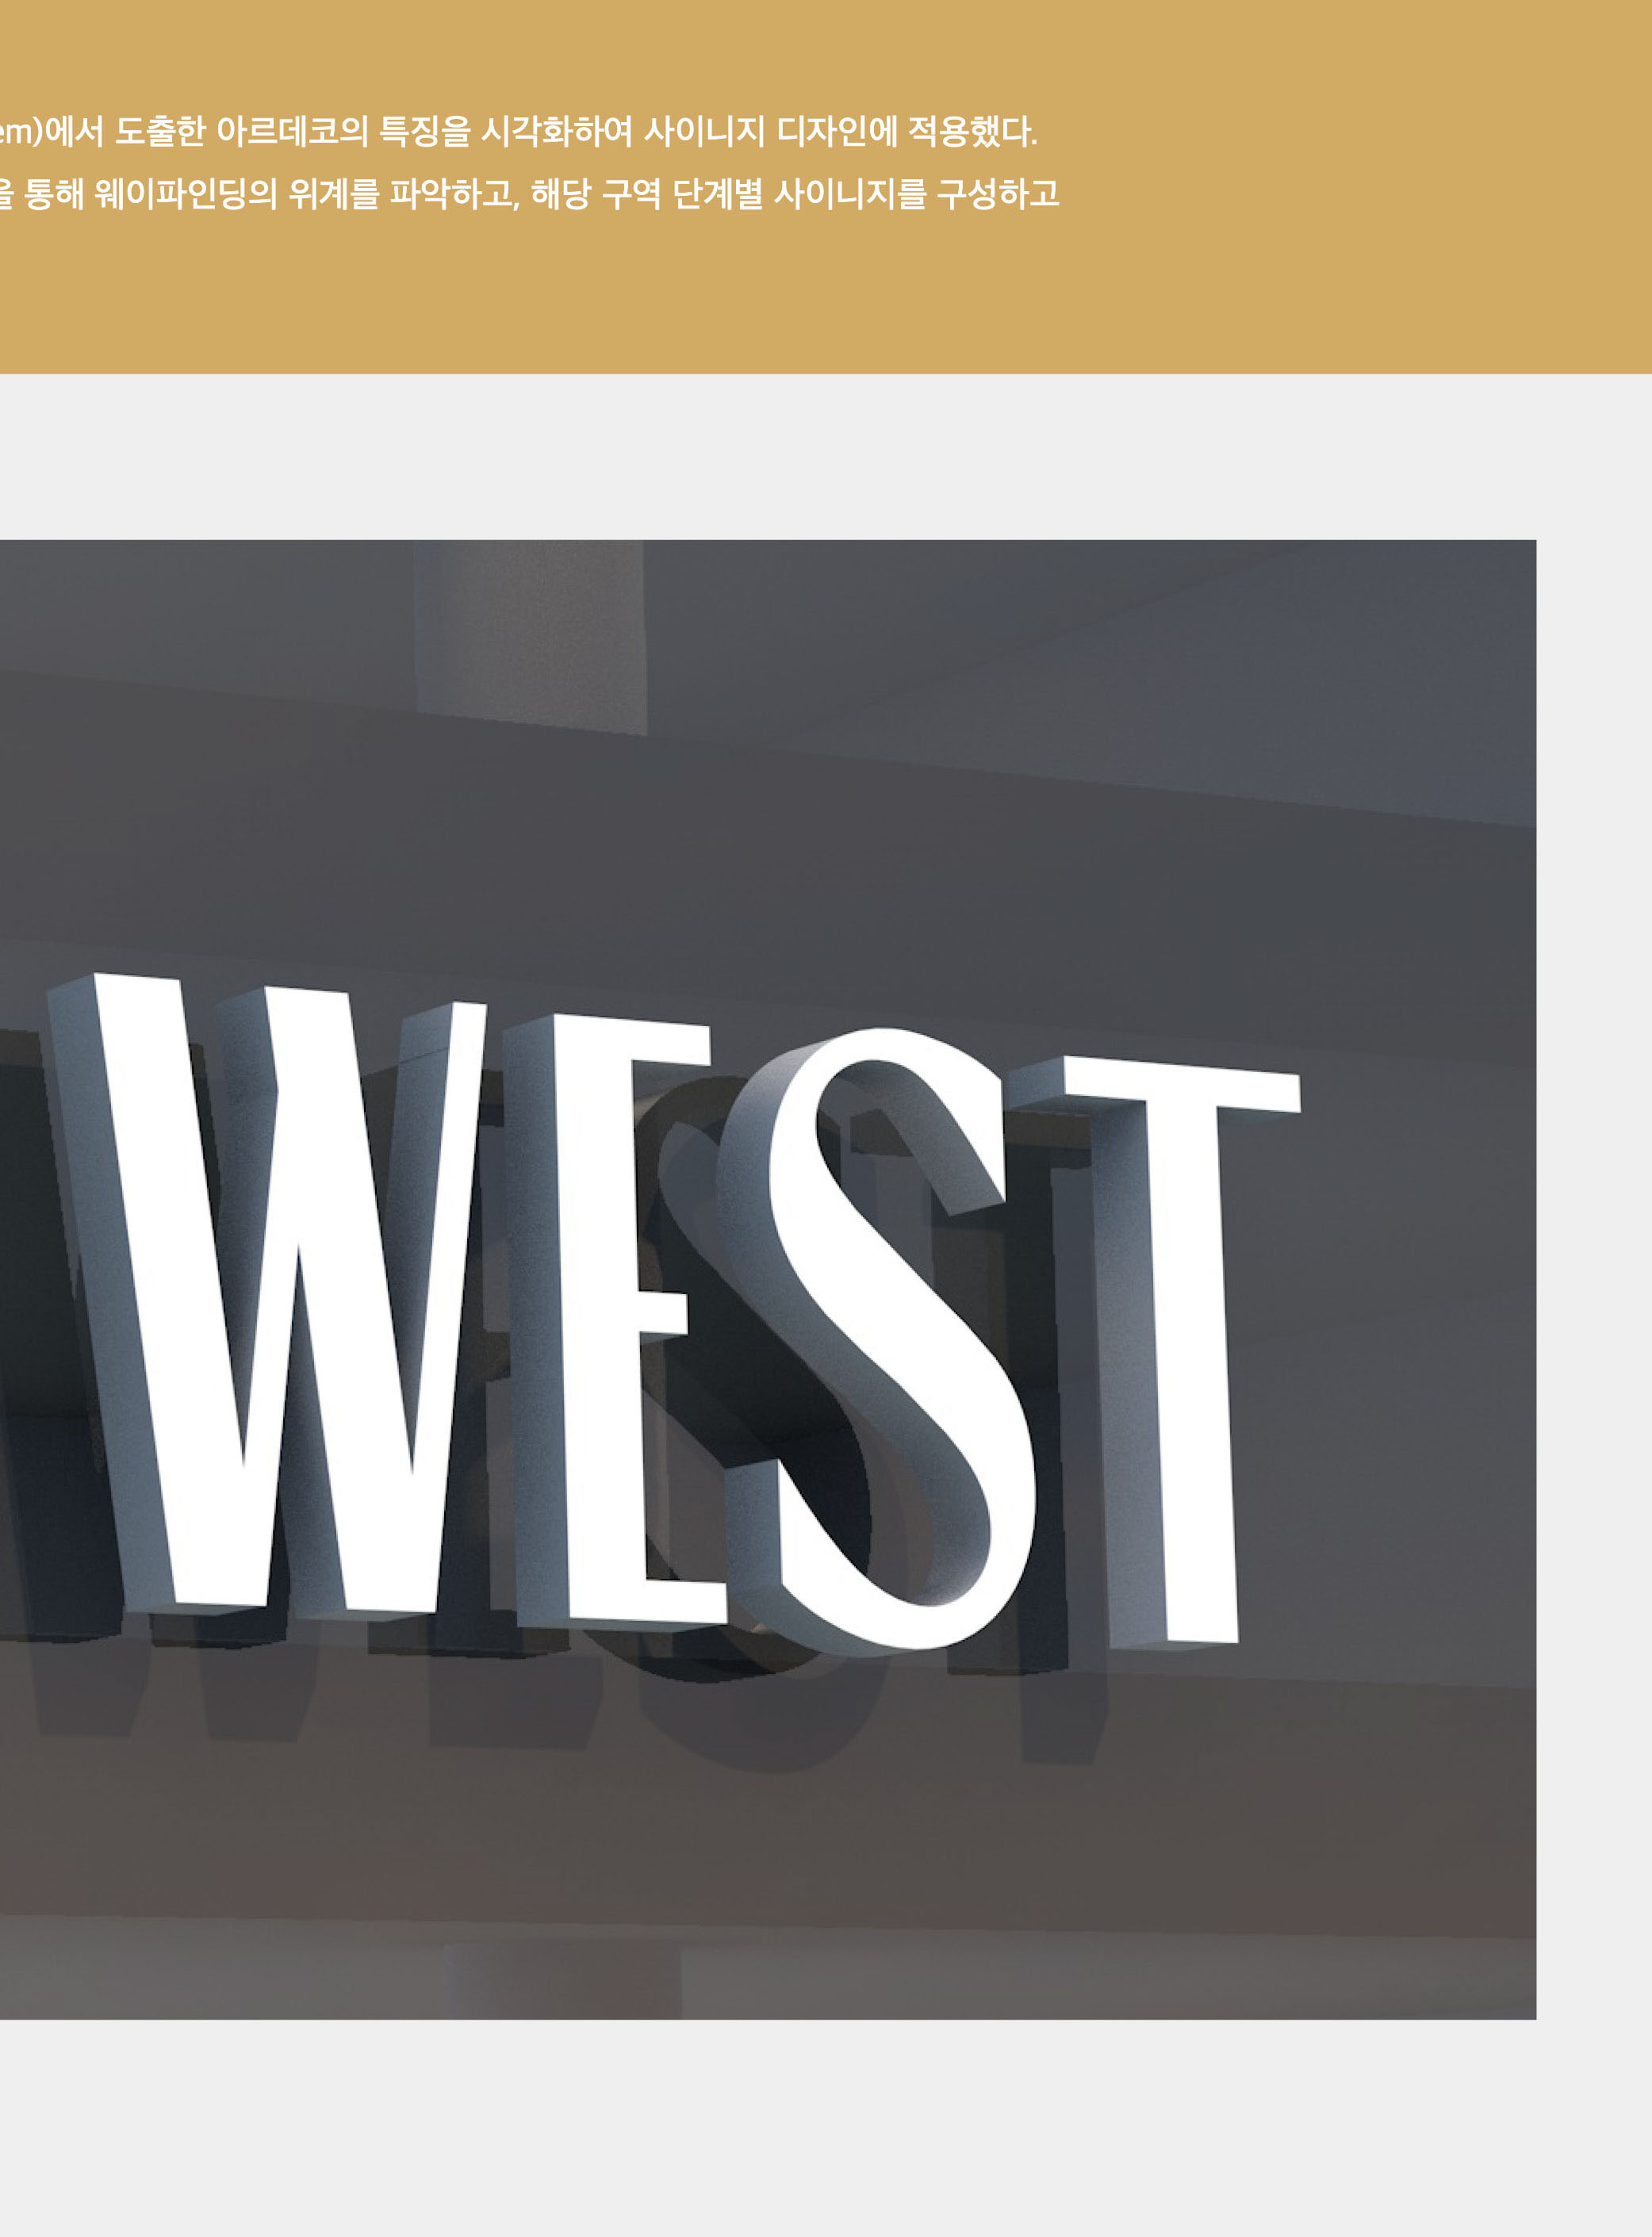 em)에서 도출한 아르데코의 특징을 시각화하여 사이니지 디자인에 적용했다.
을 통해 웨이파인딩의 위계를 파악하고, 해당 구역 단계별 사이니지를 구성하고
WEST